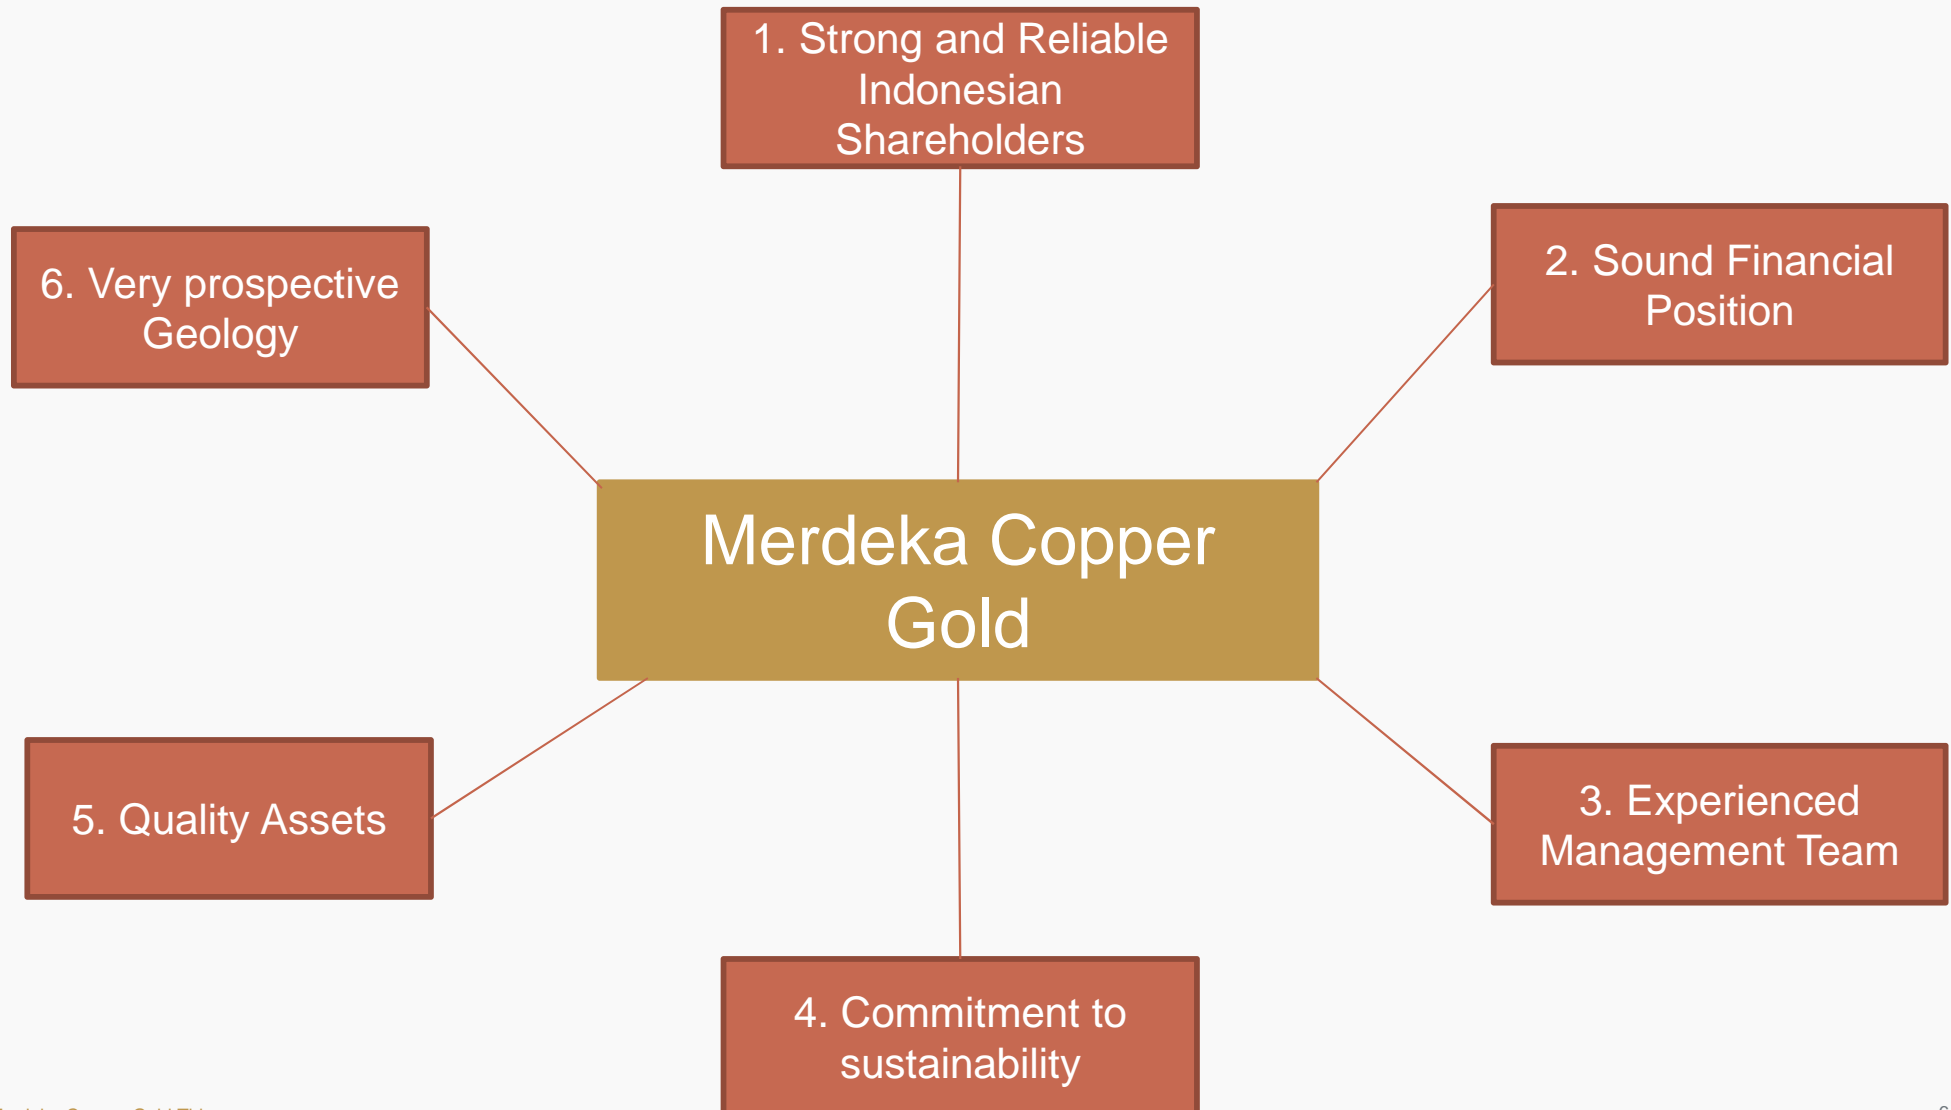 1. Strong and Reliable
Indonesian
Shareholders
2. Sound Financial
Position
6. Very prospective
Geology
Merdeka Copper
Gold
5. Quality Assets
3. Experienced
Management Team
4. Commitment to
sustainability